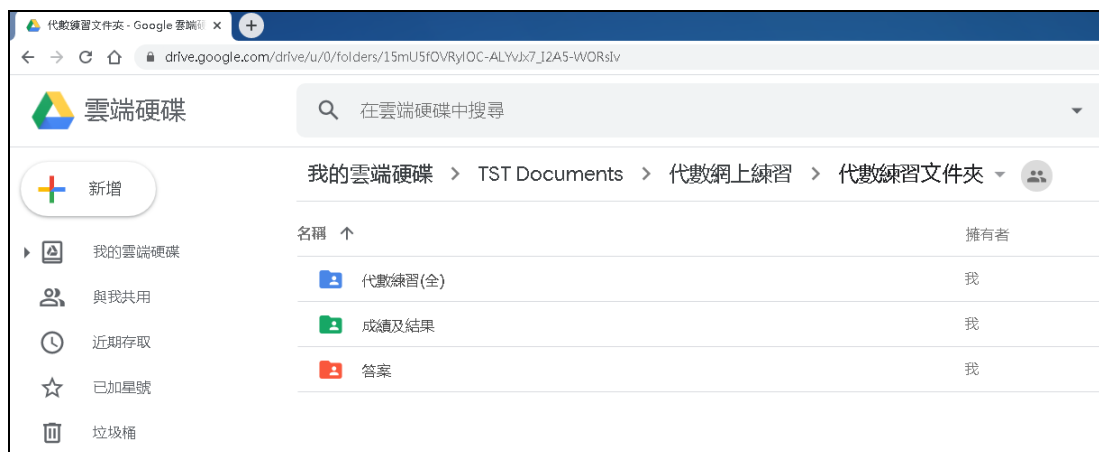 代數練習文件夾 - Google 雲端硬 ×
drive.google.com/drive/u/0/folders/15mU5fOVRylOC-ALYvJx7_I2A5-WORsIv
雲端硬碟
在雲端硬碟中搜尋
新增
我的雲端硬碟 > TST Documents > 代數網上練習 > 代數練習文件夾
名稱 ↑ 擁有者
我的雲端硬碟
代數練習(全) 我
與我共用
成績及結果 我
近期存取
答案 我
已加星號
垃圾桶